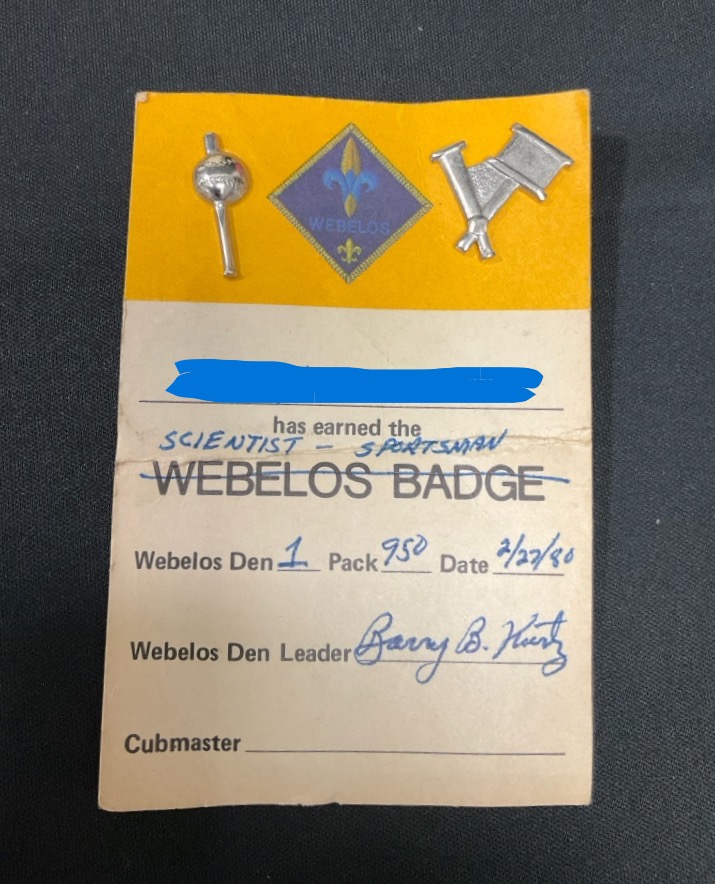 WEBELOS
has earned the
SCIENTIST – SPORTSMAN
WEBELOS BADGE
Webelos Den 1 Pack 950 Date 2/22/80
Webelos Den Leader Barry B. Kurtz
Cubmaster